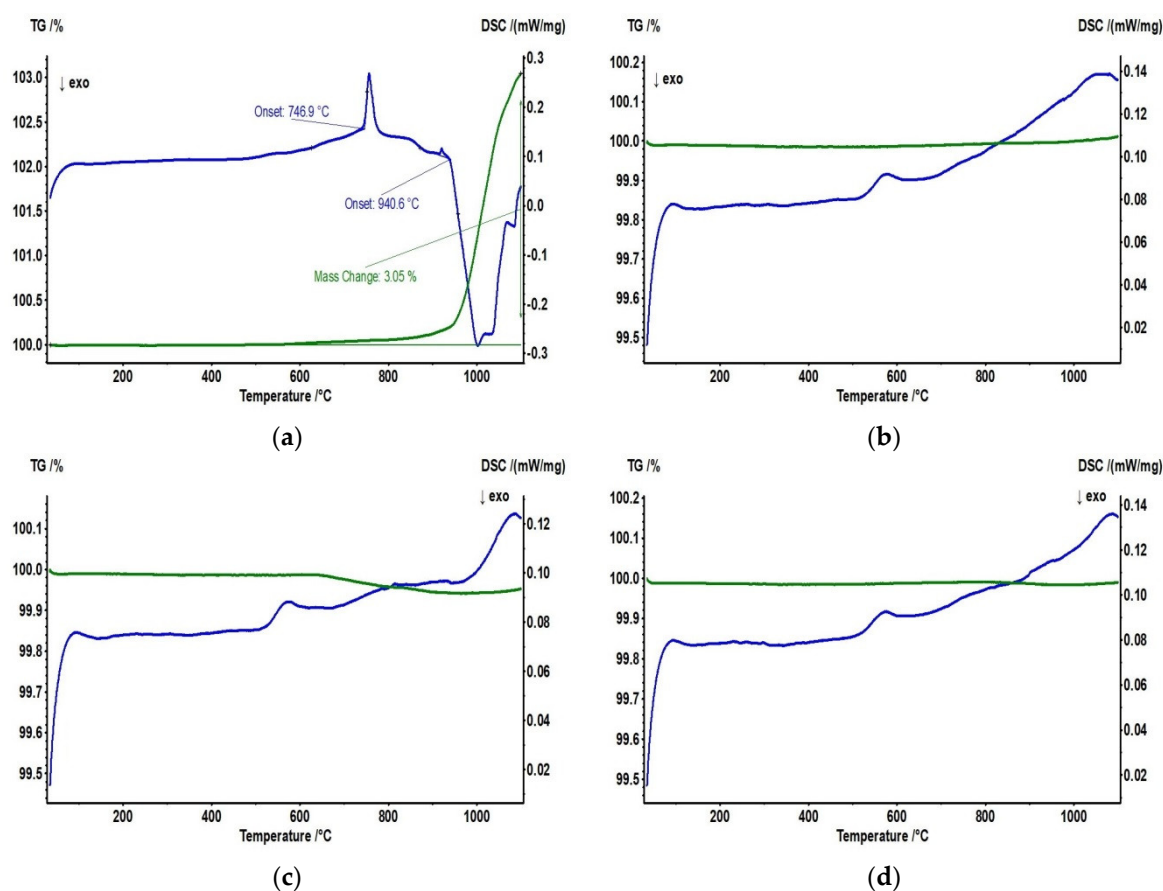 TG /%
DSC /(mW/mg)
↓ exo
103.0
102.5
102.0
101.5
101.0
100.5
100.0
0.3
0.2
0.1
0.0
-0.1
-0.2
-0.3
Onset: 746.9 °C
Onset: 940.6 °C
Mass Change: 3.05 %
200 400 600 800 1000
Temperature /°C
(a)
TG /%
DSC /(mW/mg)
↓ exo
100.2
100.1
100.0
99.9
99.8
99.7
99.6
99.5
0.14
0.12
0.10
0.08
0.06
0.04
0.02
200 400 600 800 1000
Temperature /°C
(b)
TG /%
DSC /(mW/mg)
↓ exo
100.1
100.0
99.9
99.8
99.7
99.6
99.5
0.12
0.10
0.08
0.06
0.04
0.02
200 400 600 800 1000
Temperature /°C
(c)
TG /%
DSC /(mW/mg)
↓ exo
100.2
100.1
100.0
99.9
99.8
99.7
99.6
99.5
0.14
0.12
0.10
0.08
0.06
0.04
0.02
200 400 600 800 1000
Temperature /°C
(d)